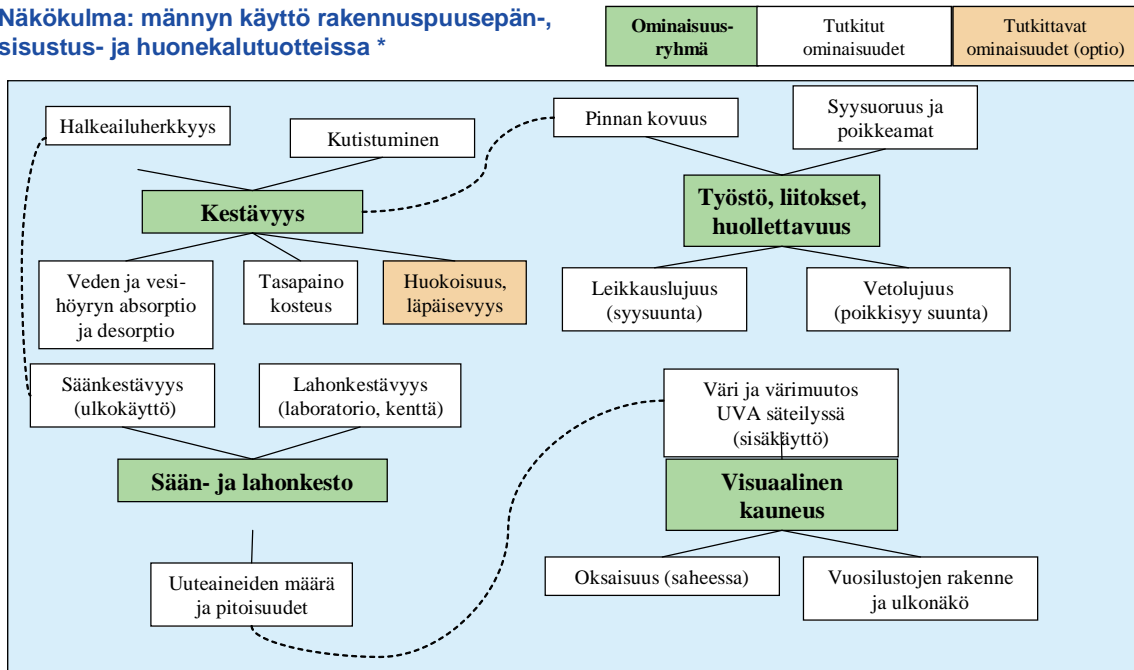 Näkökulma: männyn käyttö rakennuspuusepän-,
sisustus- ja huonekalutuotteissa *
Ominaisuus-
ryhmä
Tutkitut
ominaisuudet
Tutkittavat
ominaisuudet (optio)
Halkeiluherkkyys
Kutistuminen
Kestävyys
Veden ja vesi-
höyryn absorptio
ja desorptio
Tasapaino
kosteus
Huokoisuus,
läpäisevyys
Pinnan kovuus
Syysuoruus ja
poikkeamat
Työstö, liitokset,
huollettavuus
Leikkauslujuus
(syysuunta)
Vetolujuus
(poikkisyy suunta)
Säänkestävyys
(ulkokäyttö)
Lahonkestävyys
(laboratorio, kenttä)
Sään- ja lahonkesto
Uuteaineiden määrä
ja pitoisuudet
Väri ja värimuutos
UVA säteilyssä
(sisäkäyttö)
Visuaalinen
kauneus
Oksaisuus (saheessa)
Vuosilustojen rakenne
ja ulkonäkö